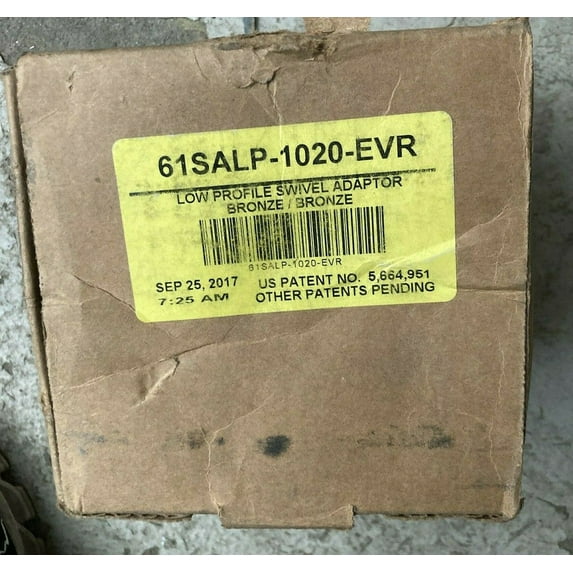 61SALP-1020-EVR
LOW PROFILE SWIVEL ADAPTOR
BRONZE / BRONZE
61SALP-1020-EVR
SEP 25, 2017 US PATENT NO. 5,664,951
7:25 AM OTHER PATENTS PENDING